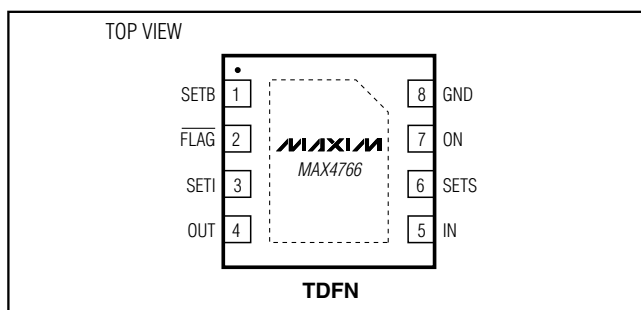 TOP VIEW
SETB 1
FLAG 2
SETI 3
OUT 4
MAXIM
MAX4766
8 GND
7 ON
6 SETS
5 IN
TDFN